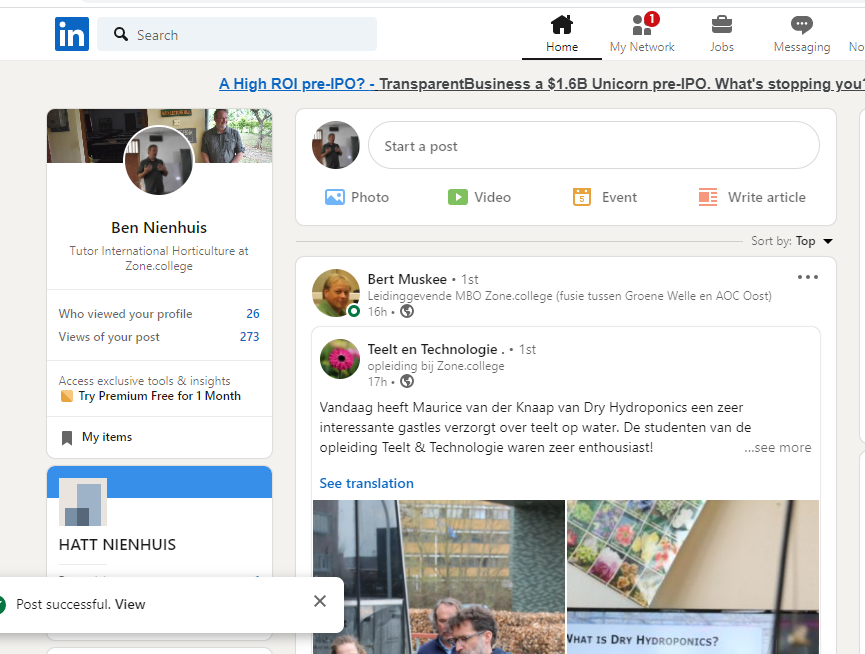 in
Search
1
Home
My Network
Jobs
Messaging
No
A High ROI pre-IPO? - TransparentBusiness a $1.6B Unicorn pre-IPO. What's stopping you?
Start a post
Photo
Video
5
Event
Write article
Ben Nienhuis
Tutor International Horticulture at
Zone.college
Who viewed your profile 26
Views of your post 273
Access exclusive tools & insights
Try Premium Free for 1 Month
My items
HATT NIENHUIS
Sort by: Top
Bert Muskee • 1st
Leidinggevende MBO Zone.college (fusie tussen Groene Welle en AOC Oost)
16h •
Teelt en Technologie . • 1st
opleiding bij Zone.college
17h •
Vandaag heeft Maurice van der Knaap van Dry Hydroponics een zeer
interessante gastles verzorgt over teelt op water. De studenten van de
opleiding Teelt & Technologie waren zeer enthousiast!
...see more
See translation
WHAT IS DRY HYDROPONICS?
Post successful. View